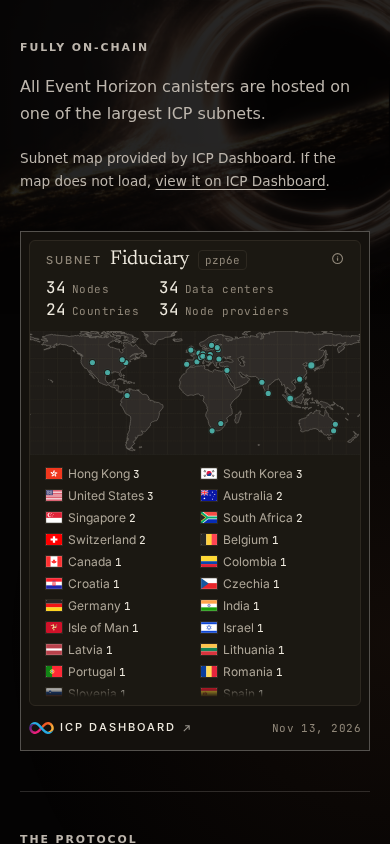 FULLY ON-CHAIN
All Event Horizon canisters are hosted on
one of the largest ICP subnets.
Subnet map provided by ICP Dashboard. If the
map does not load, view it on ICP Dashboard.
SUBNET Fiduciary pzp6e
34 Nodes 34 Data centers
24 Countries 34 Node providers
Hong Kong 3 South Korea 3
United States 3 Australia 2
Singapore 2 South Africa 2
Switzerland 2 Belgium 1
Canada 1 Colombia 1
Croatia 1 Czechia 1
Germany 1 India 1
Isle of Man 1 Israel 1
Latvia 1 Lithuania 1
Portugal 1 Romania 1
Slovenia 1 Spain 1
ICP DASHBOARD ↗ Nov 13, 2026
THE PROTOCOL